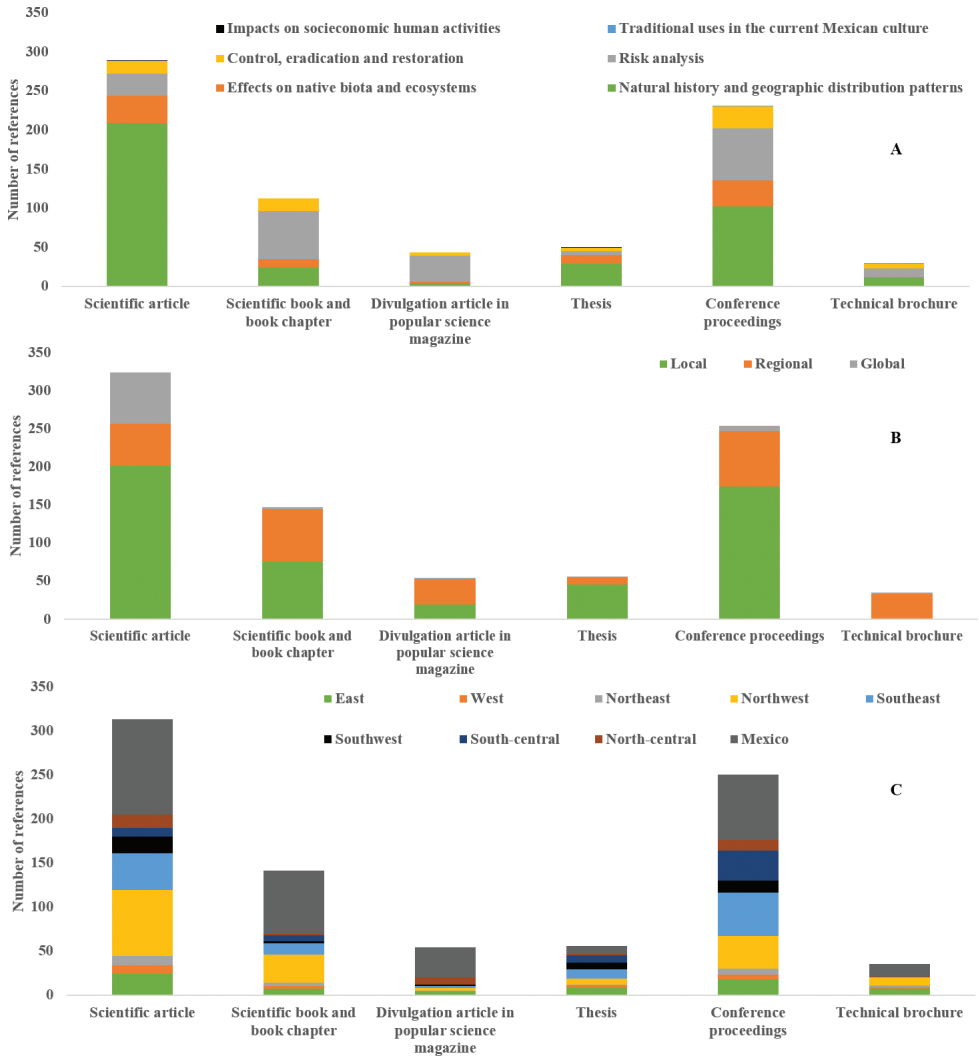 350
300
250
200
150
100
50
0
Number of references
Impacts on socieconomic human activities
Traditional uses in the current Mexican culture
Control, eradication and restoration
Risk analysis
Effects on native biota and ecosystems
Natural history and geographic distribution patterns
A
Scientific article
Scientific book and
book chapter
Divulgation article in
popular science
magazine
Thesis
Conference
proceedings
Technical brochure
350
300
250
200
150
100
50
0
Number of references
Local
Regional
Global
B
Scientific article
Scientific book and
book chapter
Divulgation article in
popular science
magazine
Thesis
Conference proceedings
Technical brochure
350
300
250
200
150
100
50
0
Number of references
East
West
Northeast
Northwest
Southeast
Southwest
South-central
North-central
Mexico
C
Scientific article
Scientific book and
book chapter
Divulgation article in
popular science
magazine
Thesis
Conference
proceedings
Technical brochure